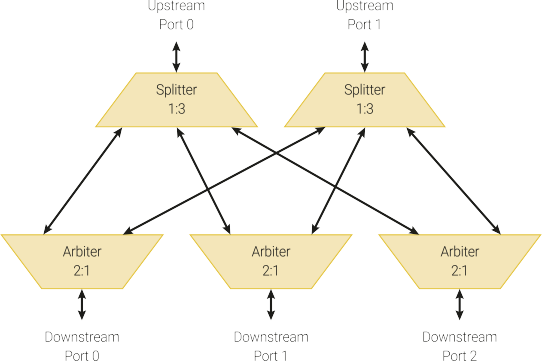 Upstream
Port 0
Upstream
Port 1
Splitter
1:3
Splitter
1:3
Arbiter
2:1
Arbiter
2:1
Arbiter
2:1
Downstream
Port 0
Downstream
Port 1
Downstream
Port 2